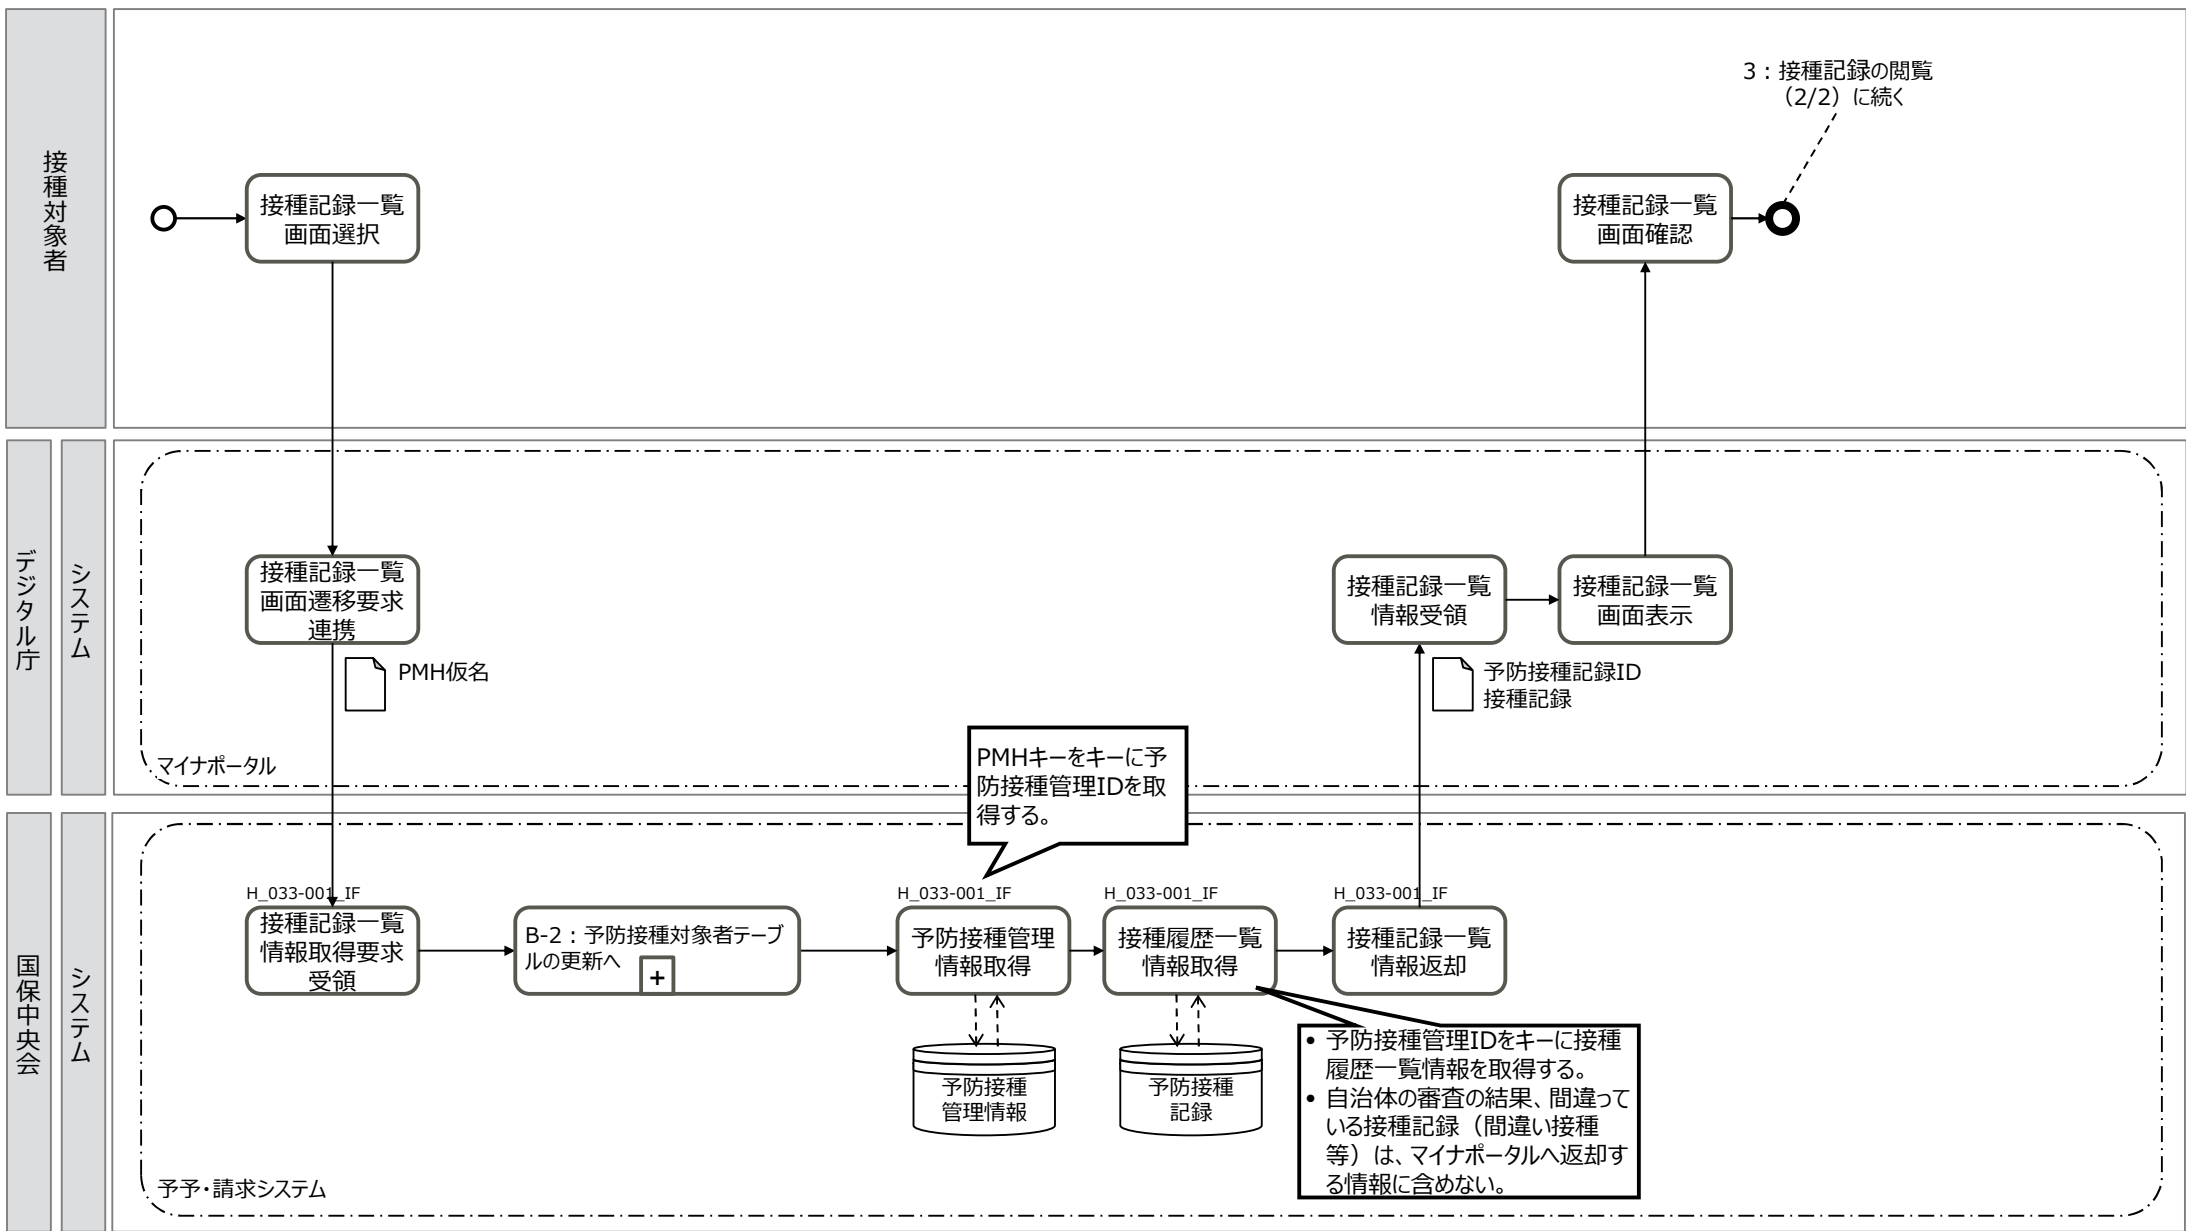 接種対象者
3：接種記録の閲覧
（2/2）に続く
接種記録一覧
画面選択
接種記録一覧
画面確認
デジタル庁
システム
接種記録一覧
画面遷移要求
連携
PMH仮名
接種記録一覧
情報受領
接種記録一覧
画面表示
予防接種記録ID
接種記録
マイナポータル
PMHキーをキーに予
防接種管理IDを取
得する。
国保中央会
システム
H_033-001_IF
接種記録一覧
情報取得要求
受領
B-2：予防接種対象者テーブ
ルの更新へ
+
H_033-001_IF
予防接種管理
情報取得
H_033-001_IF
接種履歴一覧
情報取得
H_033-001_IF
接種記録一覧
情報返却
予防接種
管理情報
予防接種
記録
• 予防接種管理IDをキーに接種
履歴一覧情報を取得する。
• 自治体の審査の結果、間違って
いる接種記録（間違い接種
等）は、マイナポータルへ返却す
る情報に含めない。
予予・請求システム